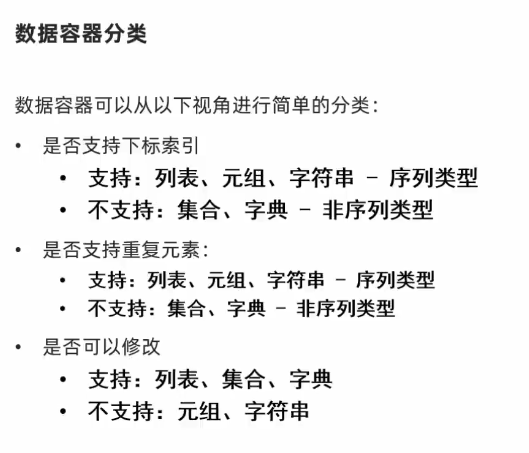 数据容器分类
数据容器可以从以下视角进行简单的分类：
• 是否支持下标索引
• 支持：列表、元组、字符串 - 序列类型
• 不支持：集合、字典 - 非序列类型
• 是否支持重复元素：
• 支持：列表、元组、字符串 - 序列类型
• 不支持：集合、字典 - 非序列类型
• 是否可以修改
• 支持：列表、集合、字典
• 不支持：元组、字符串